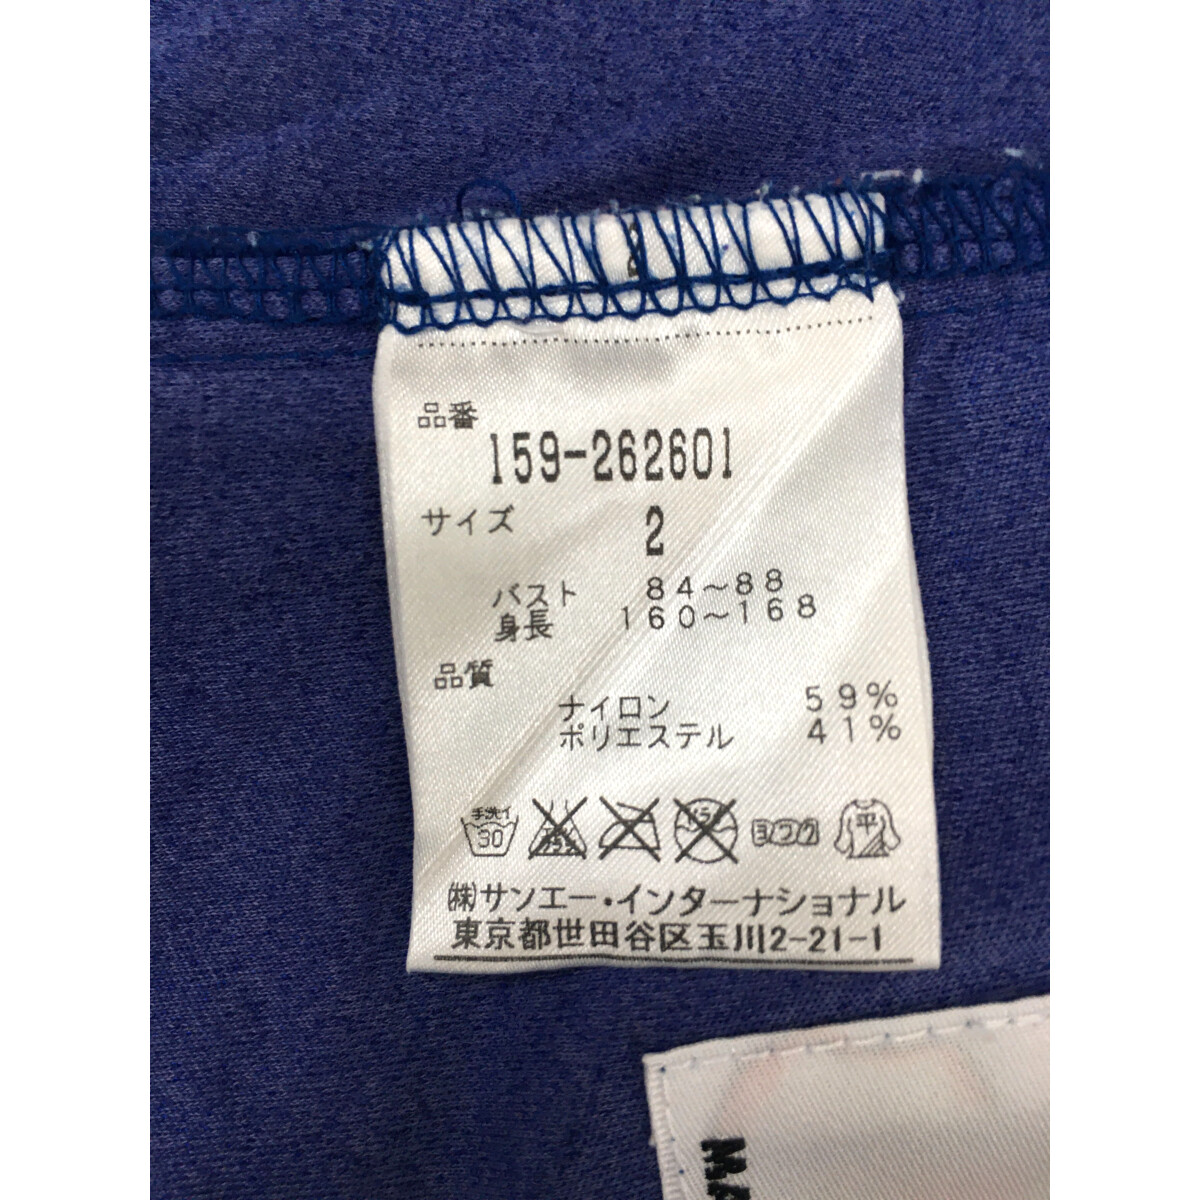 品番
159-262601
サイズ 2
バスト 84～88
身長 160～168
品質
ナイロン 59%
ポリエステル 41%
手洗イ 30 ヨワク 平
(株)サンエー・インターナショナル
東京都世田谷区玉川2-21-1
MA